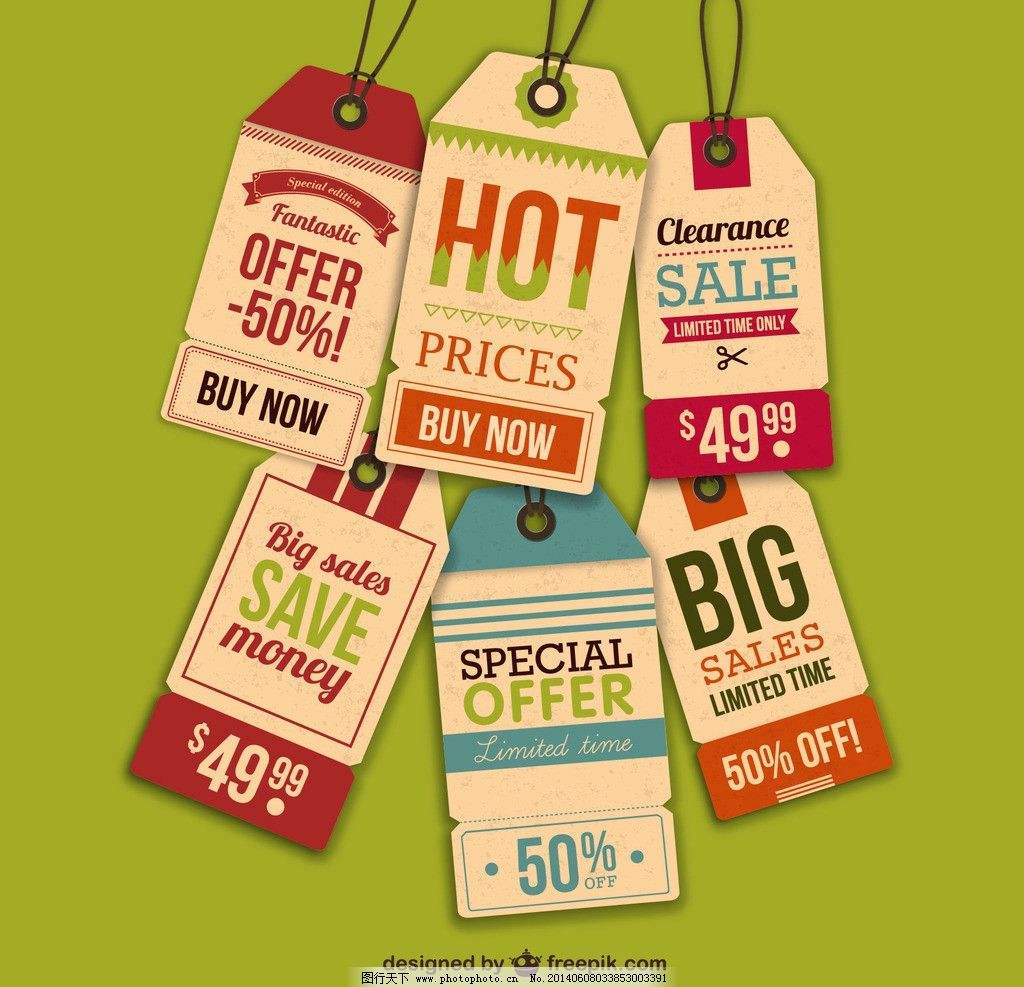 Special edition
Fantastic
OFFER
-50%!
BUY NOW
HOT
PRICES
BUY NOW
Clearance
SALE
LIMITED TIME ONLY
$49.99
Big sales
SAVE
money
$49.99
SPECIAL
OFFER
Limited time
50%
OFF
BIG
SALES
LIMITED TIME
50% OFF!
designed by freepik.com
图行天下 www.photophoto.cn No.20140608033853003391